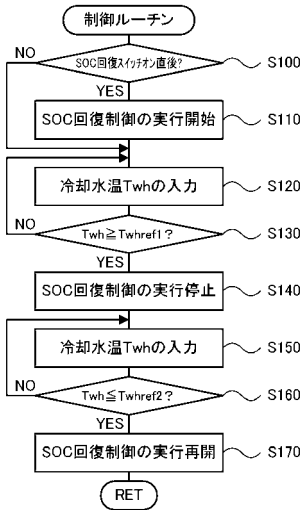 制御ルーチン
SOC回復スイッチオン直後?
S100
NO
YES
SOC回復制御の実行開始
S110
冷却水温Twhの入力
S120
Twh≧Twhref1?
S130
NO
YES
SOC回復制御の実行停止
S140
冷却水温Twhの入力
S150
Twh≦Twhref2?
S160
NO
YES
SOC回復制御の実行再開
S170
RET